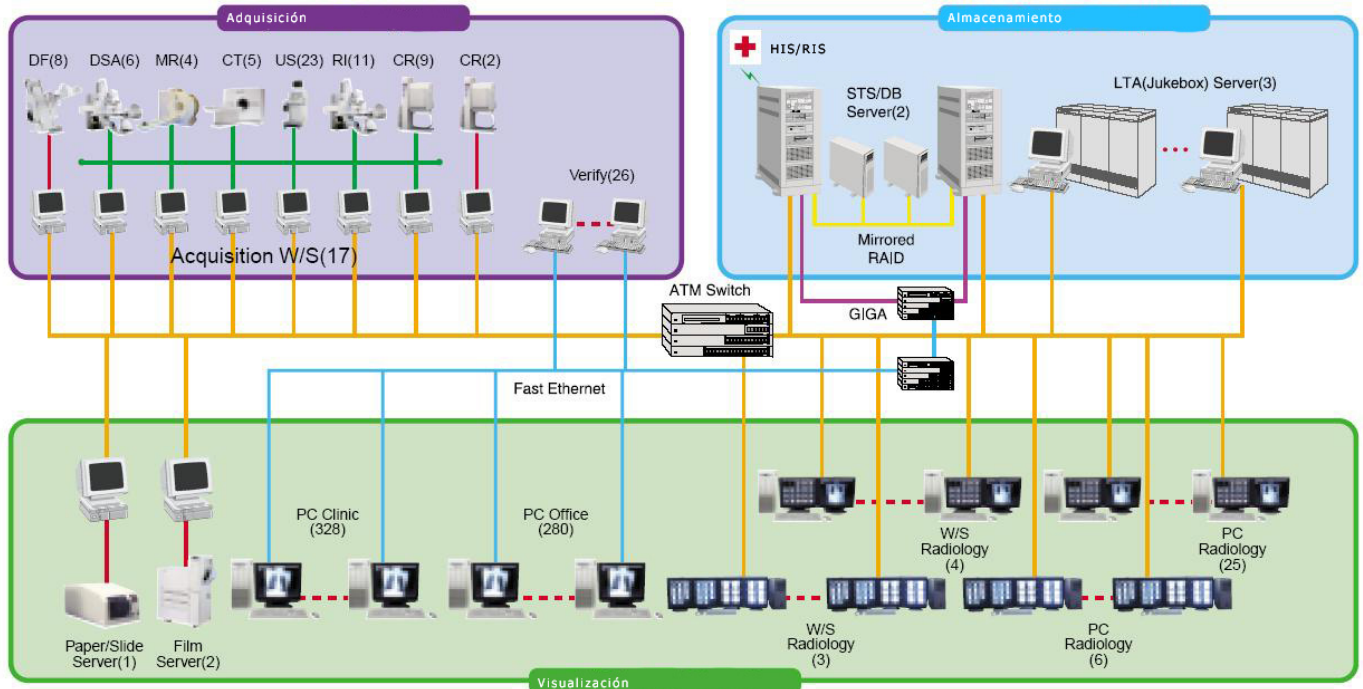 Adquisición
Almacenamiento
DF(8)
DSA(6)
MR(4)
CT(5)
US(23)
RI(11)
CR(9)
CR(2)
HIS/RIS
STS/DB
Server(2)
LTA(Jukebox) Server(3)
Verify(26)
Acquisition W/S(17)
Mirrored
RAID
ATM Switch
GIGA
Fast Ethernet
PC Clinic
(328)
PC Office
(280)
W/S
Radiology
(4)
PC
Radiology
(25)
Paper/Slide
Server(1)
Film
Server(2)
W/S
Radiology
(3)
PC
Radiology
(6)
Visualización